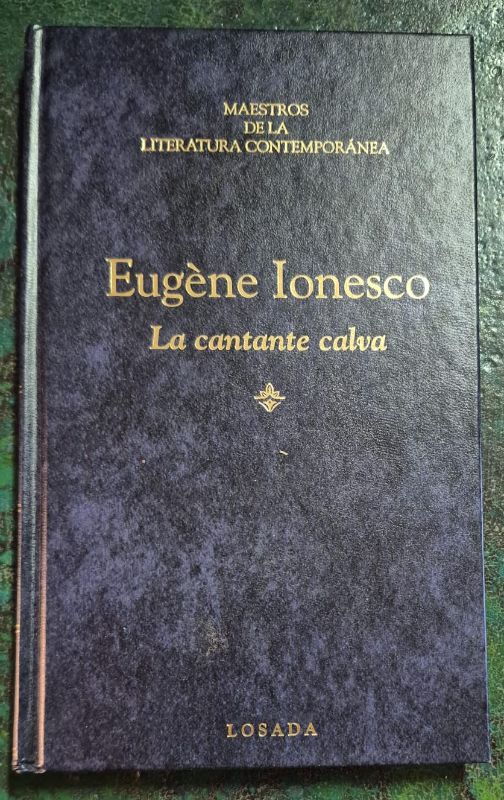 MAESTROS
DE LA
LITERATURA CONTEMPORÁNEA
Eugène Ionesco
La cantante calva
LOSADA